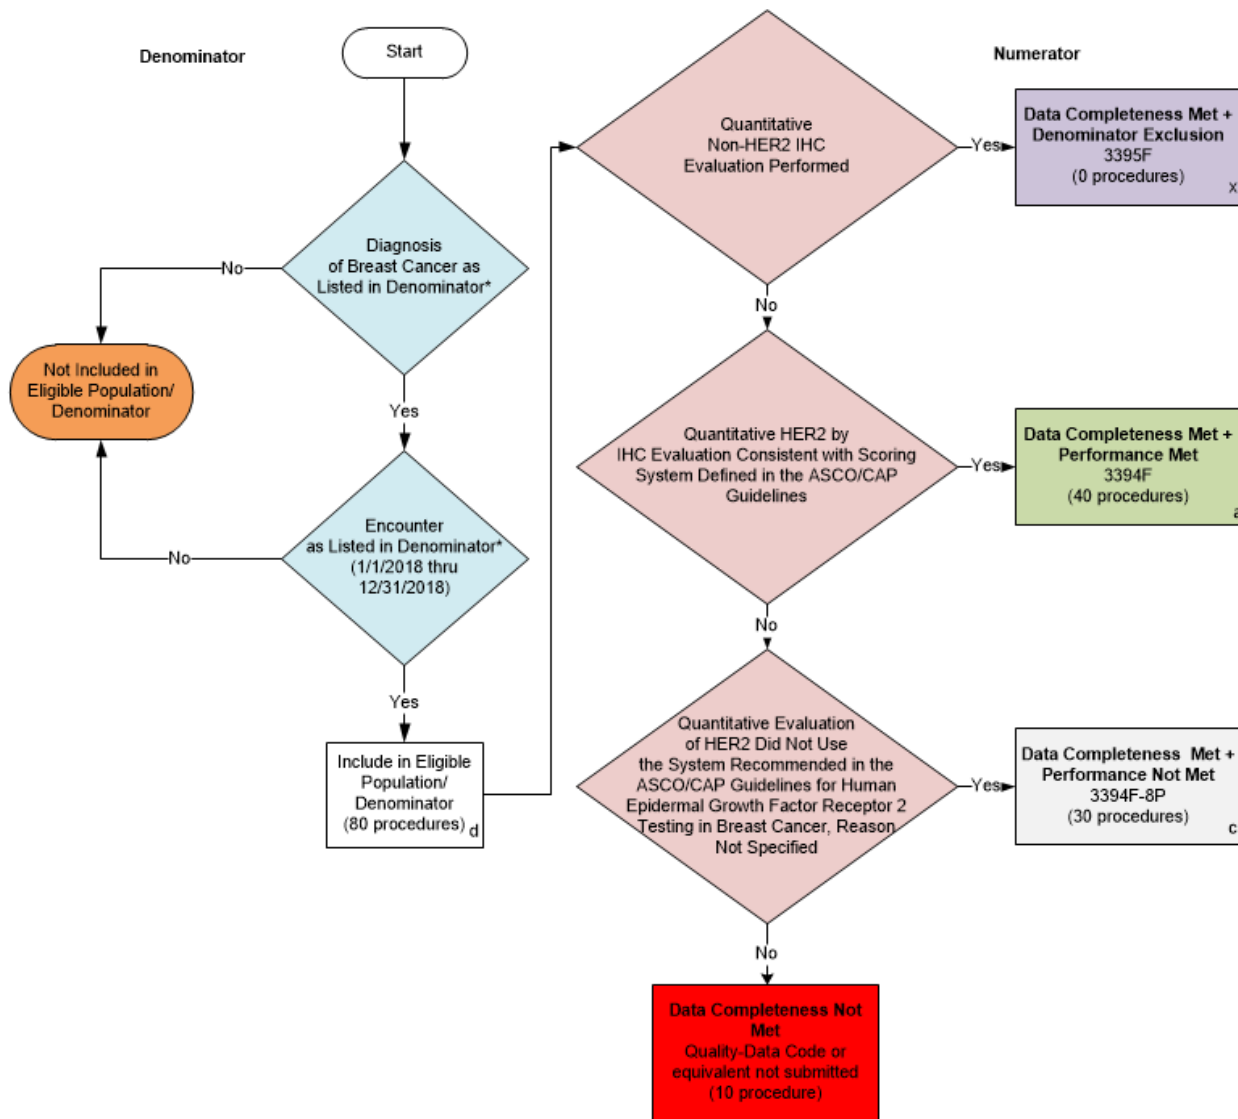 Denominator
Start
Numerator
Diagnosis
of Breast Cancer as
Listed in Denominator*
No
Not Included in
Eligible Population/
Denominator
Yes
Encounter
as Listed in Denominator*
(1/1/2018 thru
12/31/2018)
No
Yes
Include in Eligible
Population/
Denominator
(80 procedures)
d
Quantitative
Non-HER2 IHC
Evaluation Performed
Yes
Data Completeness Met +
Denominator Exclusion
3395F
(0 procedures)
x
No
Quantitative HER2 by
IHC Evaluation Consistent with Scoring
System Defined in the ASCO/CAP
Guidelines
Yes
Data Completeness Met +
Performance Met
3394F
(40 procedures)
a
No
Quantitative Evaluation
of HER2 Did Not Use
the System Recommended in the
ASCO/CAP Guidelines for Human
Epidermal Growth Factor Receptor 2
Testing in Breast Cancer, Reason
Not Specified
Yes
Data Completeness Met +
Performance Not Met
3394F-8P
(30 procedures)
c
No
Data Completeness Not
Met
Quality-Data Code or
equivalent not submitted
(10 procedure)